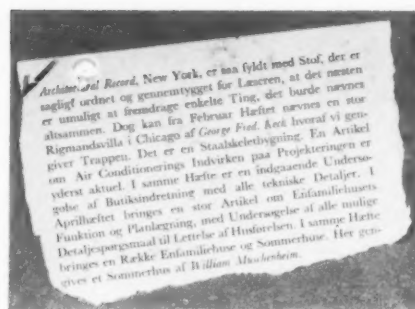 Architectural Record, New York, er saa fyldt med Stof, der er
sagligt ordnet og gennemtygget for Læseren, at det næsten
er umuligt at fremdrage enkelte Ting, det burde nævnes
altsammen. Dog kan fra Februar Hæftet nævnes en stor
Rigmandsvilla i Chicago af George Fred. Keck hvoraf vi gen-
giver Trappen. Det er en Staalskeletbygning. En Artikel
om Air Conditionerings Indvirken paa Projekteringen er
yderst aktuel. I samme Hæfte er en indgaaende Underso-
gelse af Butiksindretning med alle tekniske Detaljer. I
Aprilhæftet bringes en stor Artikel om Enfamiliehusets
Funktion og Planlægning, med Undersøgelse af alle mulige
Detaljespørgsmaal til Lettelse af Husførelsen. I samme Hæfte
bringes en Række Enfamiliehuse og Sommerhuse. Her gen-
gives et Sommerhus af William Muschenheim.